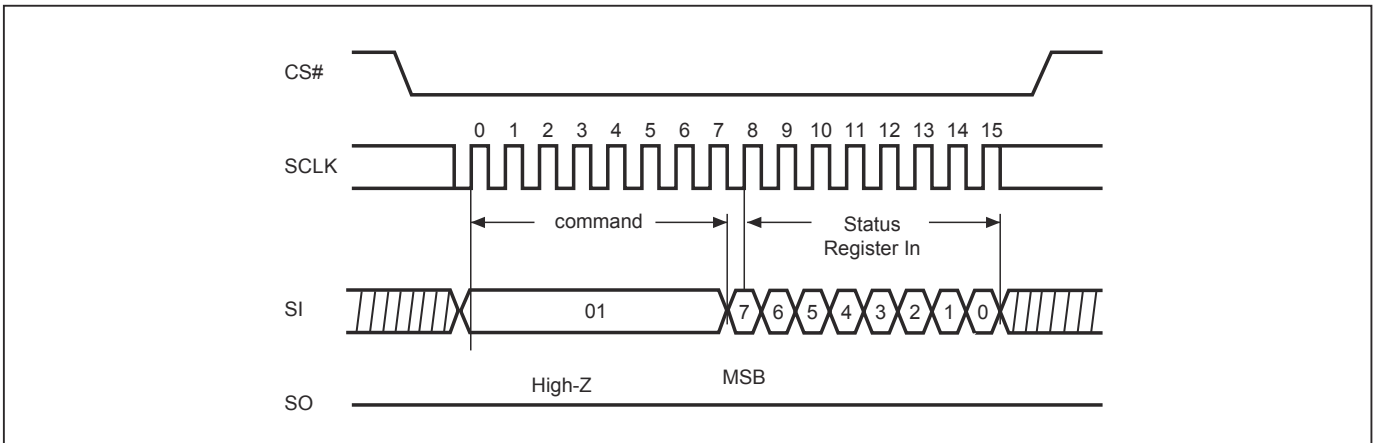 CS#
0 1 2 3 4 5 6 7 8 9 10 11 12 13 14 15
SCLK
command
Status
Register In
SI
01
7 6 5 4 3 2 1 0
High-Z
MSB
SO